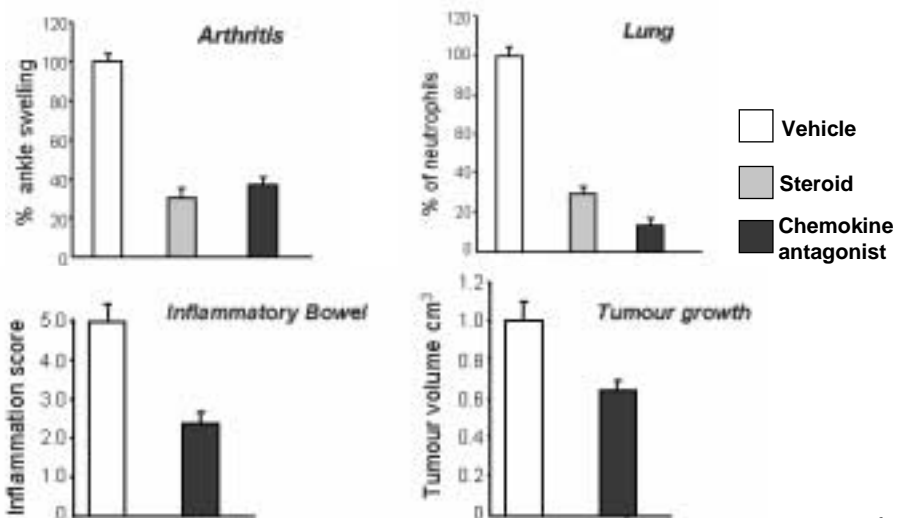 Arthritis
% ankle swelling
120
100
80
60
40
20
0
Lung
% of neutrophils
120
100
80
60
40
20
0
Vehicle
Steroid
Chemokine
antagonist
Inflammatory Bowel
Inflammation score
5.0
4.0
3.0
2.0
1.0
0
Tumour growth
Tumour volume cm³
1.2
1.0
0.8
0.6
0.4
0.2
0